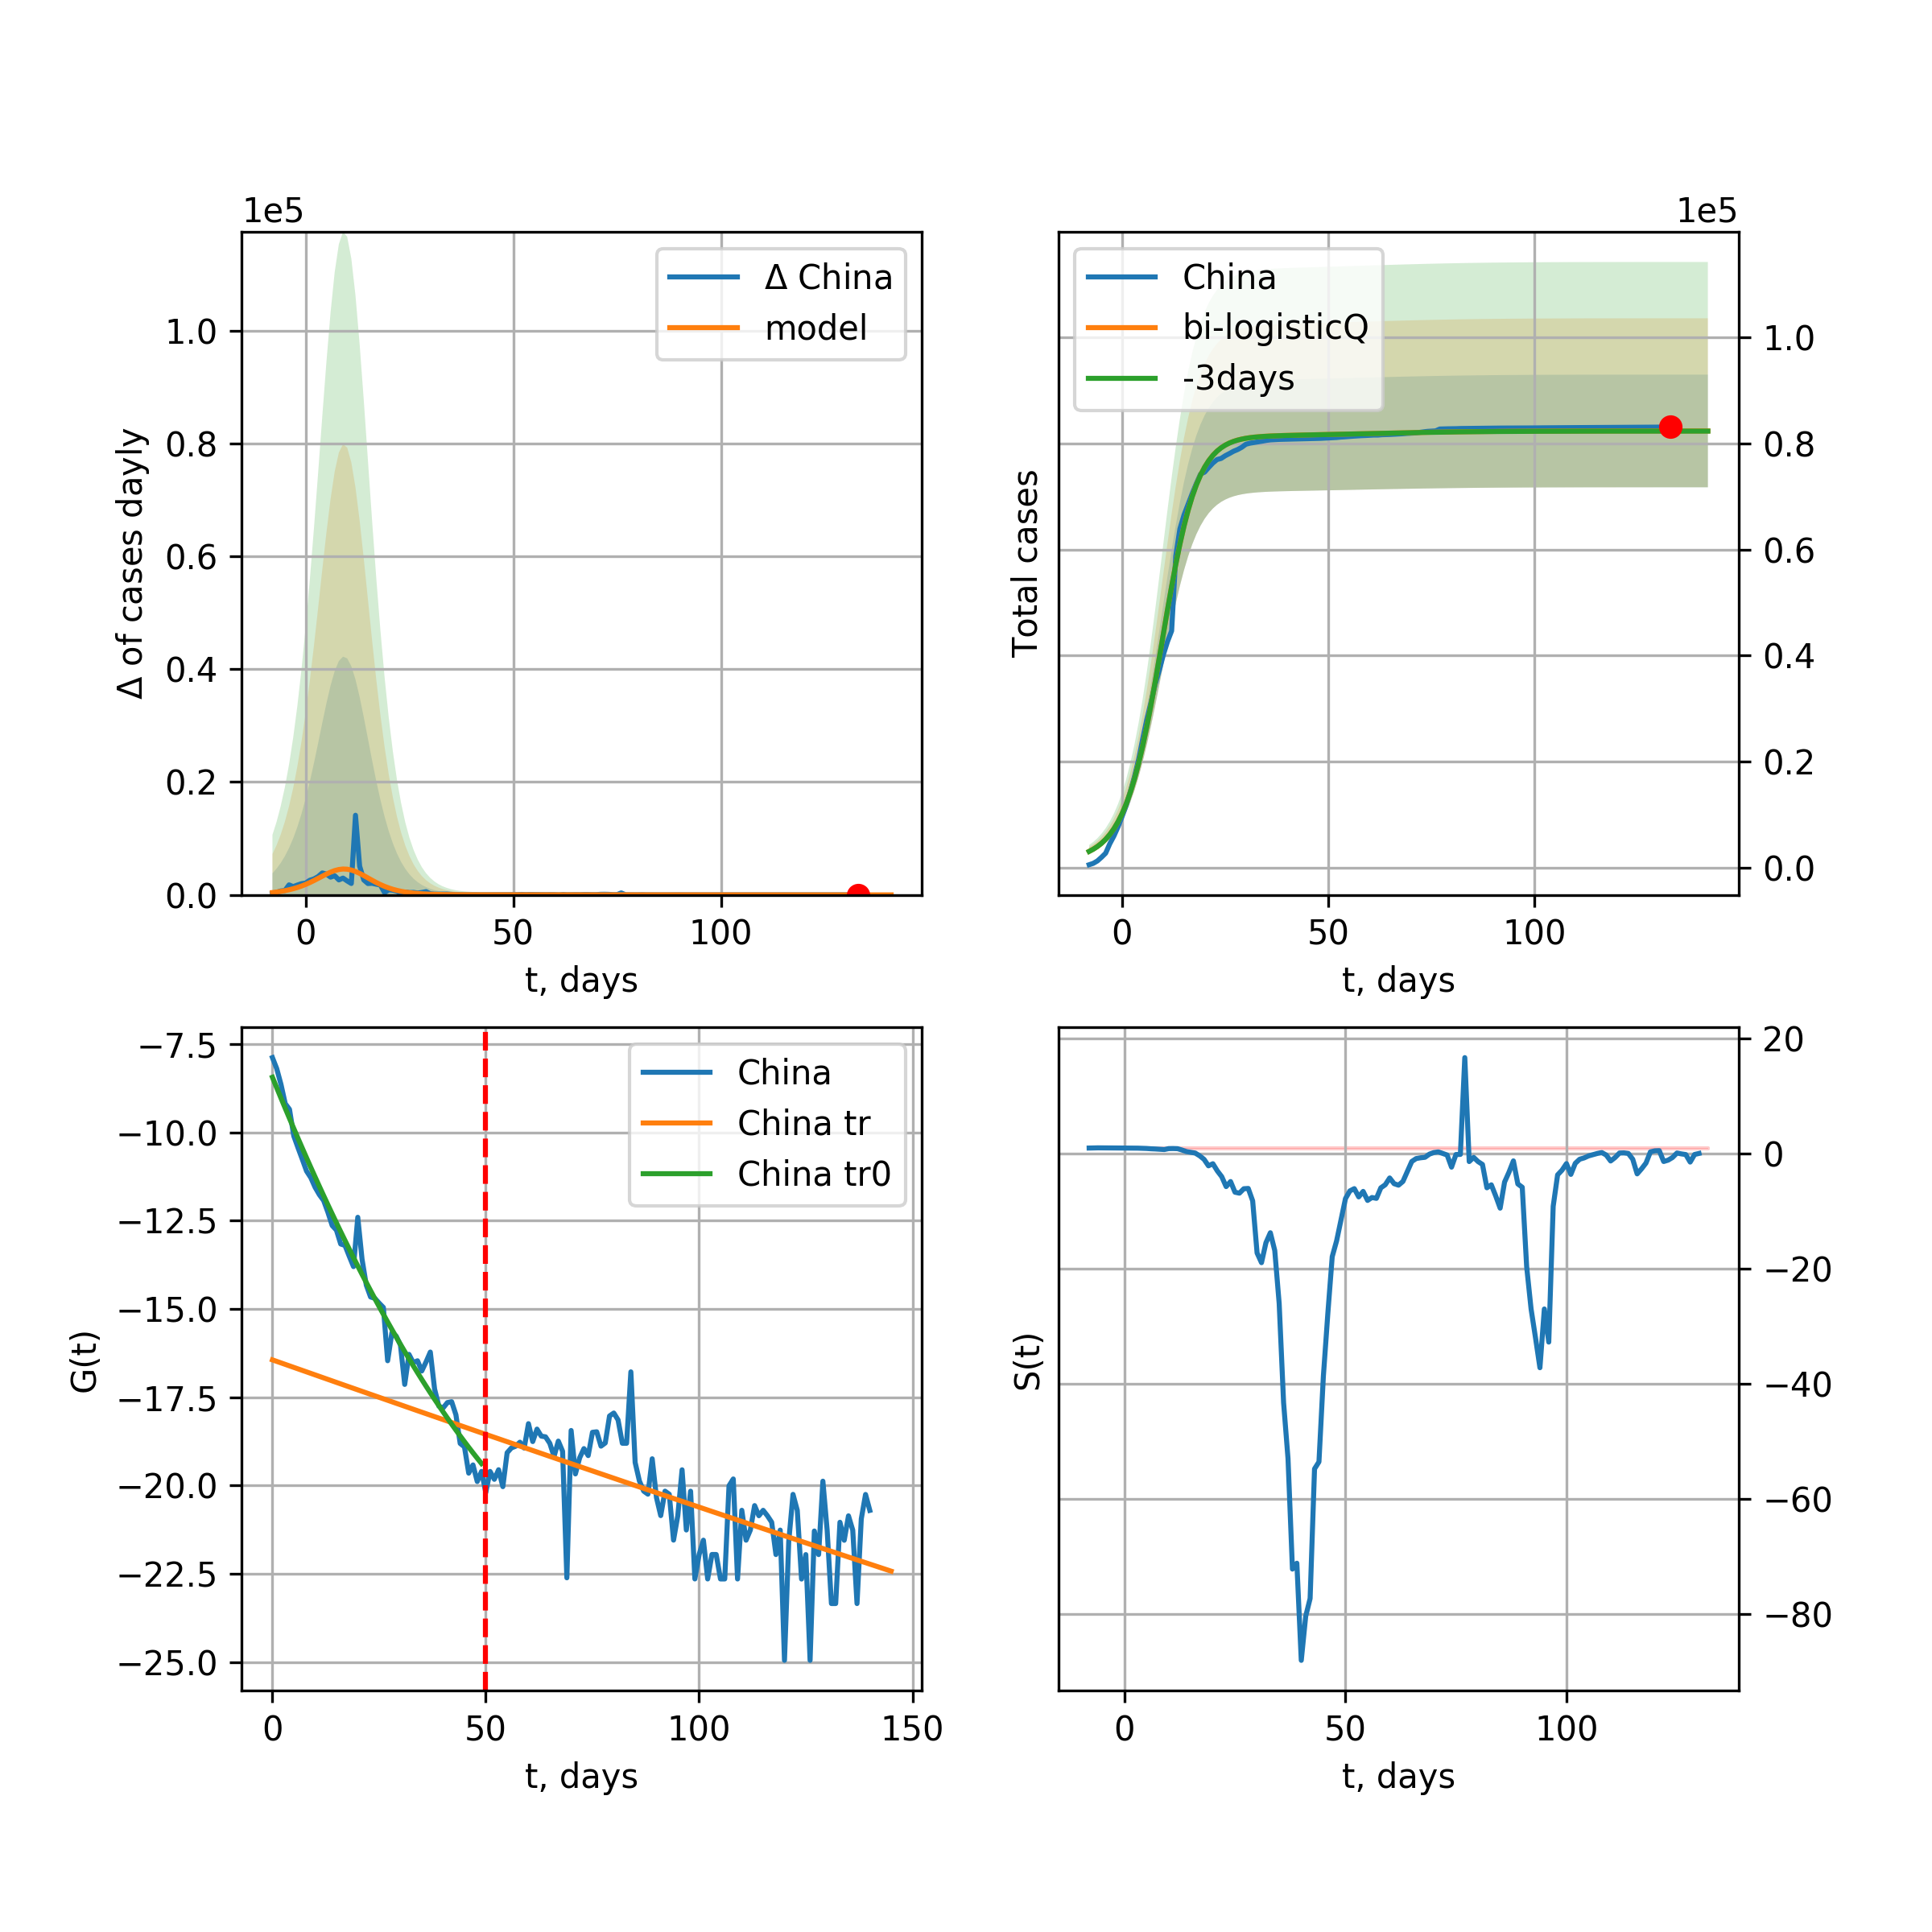 1e5
Δ of cases dayly
1.0
0.8
0.6
0.4
0.2
0.0
Δ China
model
0
50
100
t, days
1e5
Total cases
China
bi-logisticQ
-3days
1.0
0.8
0.6
0.4
0.2
0.0
0
50
100
t, days
G(t)
−7.5
−10.0
−12.5
−15.0
−17.5
−20.0
−22.5
−25.0
China
China tr
China tr0
0
50
100
150
t, days
S(t)
20
0
−20
−40
−60
−80
0
50
100
t, days